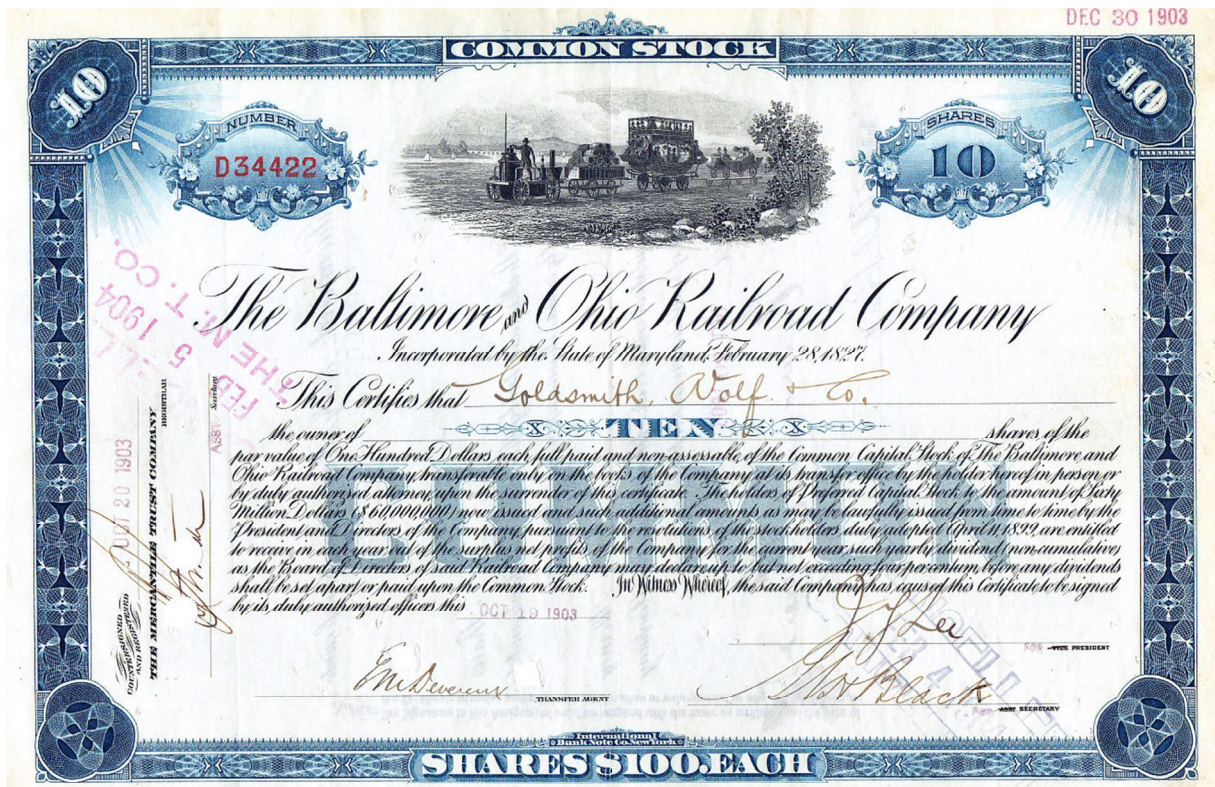 DEC 30 1903
COMMON STOCK
10
10
NUMBER
D34422
SHARES
10
The Baltimore and Ohio Railroad Company
Incorporated by the State of Maryland, February 28, 1827.
This Certifies that Goldsmith, Wolf & Co.
the owner of X TEN X shares of the
par value of One Hundred Dollars each, full paid and non-assessable, of the Common Capital Stock of The Baltimore and
Ohio Railroad Company, transferable only on the books of the Company at its transfer office by the holder hereof in person or
by duly authorized attorney upon the surrender of this certificate. The holders of Preferred Capital Stock to the amount of Sixty
Million Dollars ($60,000,000) now issued and such additional amounts as may be lawfully issued from time to time by the
President and Directors of the Company, pursuant to the resolutions of the stockholders duly adopted April 11, 1899, are entitled
to receive in each year out of the surplus net profits of the Company for the current year such yearly dividends (non-cumulative)
as the Board of Directors of said Railroad Company may declare, up to but not exceeding four per centum, before any dividends
shall be set apart or paid upon the Common Stock. In Witness Whereof, the said Company has caused this Certificate to be signed
by its duly authorized officers this OCT 19 1903
COMMON
J F Lee
FOR VICE PRESIDENT
TRANSFER AGENT
Black
ASST SECRETARY
COUNTERSIGNED
AND REGISTERED
OCT 20 1903
THE MERCANTILE TRUST COMPANY
REGISTRAR
ASST Secretary
FEB 5 1904
THE M. T. CO.
International
Bank Note Co. New York
SHARES $100. EACH